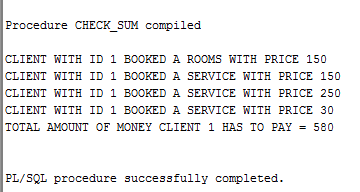 Procedure CHECK_SUM compiled
CLIENT WITH ID 1 BOOKED A ROOMS WITH PRICE 150
CLIENT WITH ID 1 BOOKED A SERVICE WITH PRICE 150
CLIENT WITH ID 1 BOOKED A SERVICE WITH PRICE 250
CLIENT WITH ID 1 BOOKED A SERVICE WITH PRICE 30
TOTAL AMOUNT OF MONEY CLIENT 1 HAS TO PAY = 580
PL/SQL procedure successfully completed.